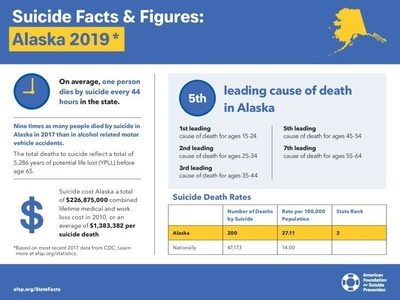 Suicide Facts & Figures:
Alaska 2019*
On average, one person
dies by suicide every 44
hours in the state.
Nine times as many people died by suicide in
Alaska in 2017 than in alcohol related motor
vehicle accidents.
The total deaths to suicide reflect a total of
5,286 years of potential life lost (YPLL) before
age 65.
$
Suicide cost Alaska a total
of $226,875,000 combined
lifetime medical and work
loss cost in 2010, or an
average of $1,383,382 per
suicide death.
*Based on most recent 2017 data from CDC. Learn
more at afsp.org/statistics.
5th
leading cause of death
in Alaska
1st leading
cause of death for ages 15-24
2nd leading
cause of death for ages 25-34
3rd leading
cause of death for ages 35-44
5th leading
cause of death for ages 45-54
7th leading
cause of death for ages 55-64
Suicide Death Rates
Number of Deaths by Suicide Rate per 100,000 Population State Rank
Alaska 200 27.11 2
Nationally 47,173 14.00
afsp.org/StateFacts
American
Foundation
for Suicide
Prevention